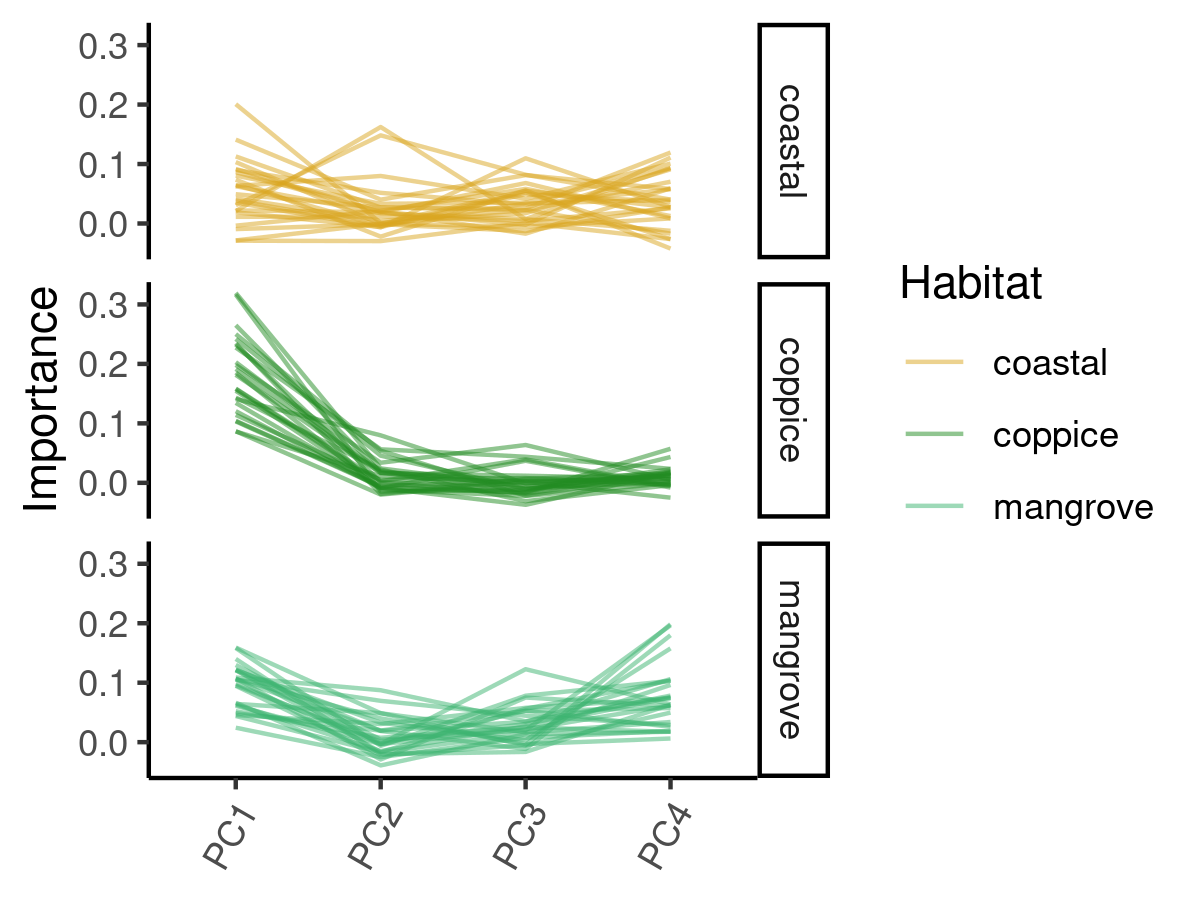 Importance
0.3
0.2
0.1
0.0
coastal
0.3
0.2
0.1
0.0
coppice
0.3
0.2
0.1
0.0
mangrove
PC1
PC2
PC3
PC4
Habitat
coastal
coppice
mangrove